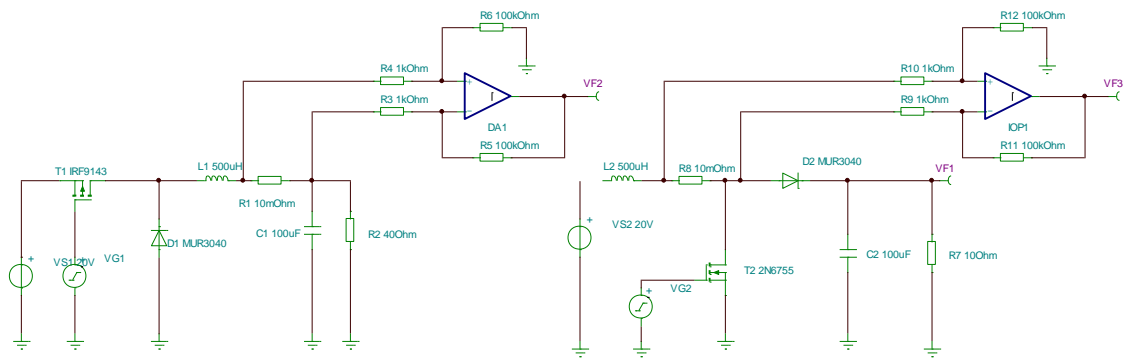 R6 100kOhm
R12 100kOhm
R4 1kOhm
R10 1kOhm
VF2
VF3
R3 1kOhm
R9 1kOhm
DA1
IOP1
R5 100kOhm
R11 100kOhm
T1 IRF9143
L1 500uH
L2 500uH
R8 10mOhm
D2 MUR3040
VF1
R1 10mOhm
VS2 20V
C1 100uF
R2 40Ohm
D1 MUR3040
VS1 20V
VG1
C2 100uF
R7 10Ohm
T2 2N6755
VG2